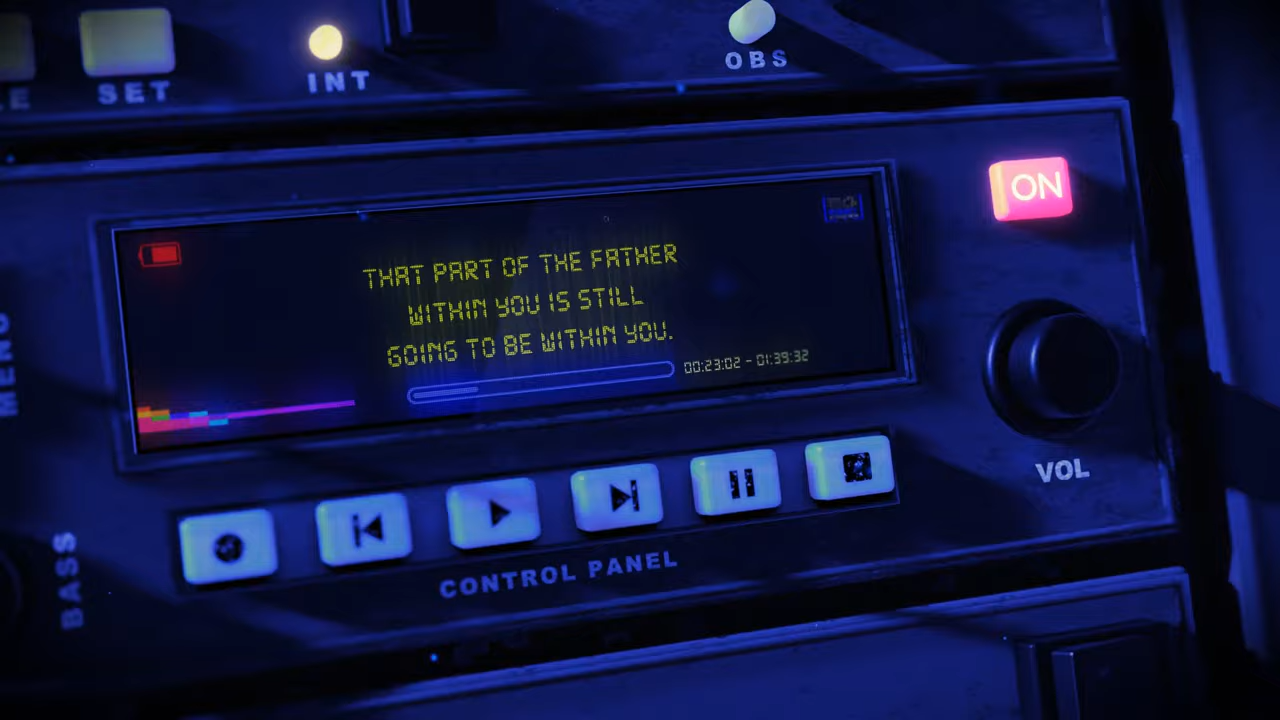 SET
INT
OBS
ON
THAT PART OF THE FATHER
WITHIN YOU IS STILL
GOING TO BE WITHIN YOU.
00:23:02 - 01:39:32
MENU
VOL
BASS
CONTROL PANEL